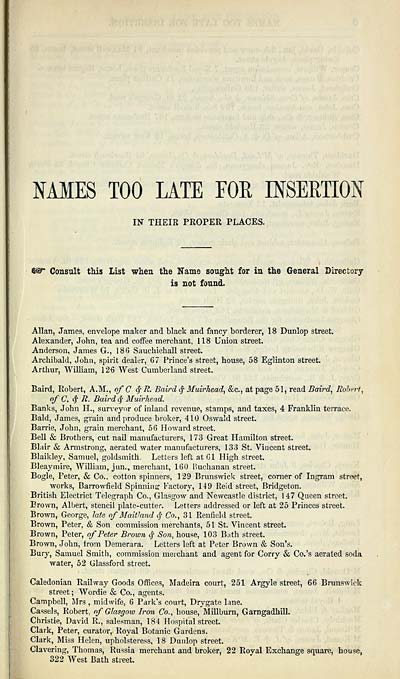 NAMES TOO LATE FOR INSERTION
IN THEIR PROPER PLACES.
Consult this List when the Name sought for in the General Directory
is not found.
Allan, James, envelope maker and black and fancy borderer, 18 Dunlop street.
Alexander, John, tea and coffee merchant, 118 Union street.
Anderson, James G., 186 Sauchiehall street.
Archibald, John, spirit dealer, 67 Prince's street, house, 58 Eglinton street.
Arthur, William, 126 West Cumberland street.
Baird, Robert, A.M., of C. & R. Baird & Muirhead, &c., at page 51, read Baird, Robert,
of C. & R. Baird & Muirhead.
Banks, John H., surveyor of inland revenue, stamps, and taxes, 4 Franklin terrace.
Bald, James, grain and produce broker, 410 Oswald street.
Barrie, John, grain merchant, 56 Howard street.
Bell & Brothers, cut nail manufacturers, 173 Great Hamilton street.
Blair & Armstrong, aerated water manufacturers, 133 St. Vincent street.
Blaikley, Samuel, goldsmith. Letters left at 61 High street.
Bleaymire, William, jun., merchant, 160 Buchanan street.
Bogle, Peter, & Co., cotton spinners, 129 Brunswick street, corner of Ingram street,
works, Barrowfield Spinning Factory, 149 Reid street, Bridgeton.
British Electriet Telegraph Co., Glasgow and Newcastle district, 147 Queen street.
Brown, Albert, stencil plate-cutter. Letters addressed or left at 25 Princes street.
Brown, George, late of Maitland & Co., 31 Renfield street.
Brown, Peter, & Son commission merchants, 51 St. Vincent street.
Brown, Peter, of Peter Brown & Son, house, 103 Bath street.
Brown, John, from Demerara. Letters left at Peter Brown & Son's.
Bury, Samuel Smith, commission merchant and agent for Corry & Co.'s aerated soda
water, 52 Glassford street.
Caledonian Railway Goods Offices, Madeira court, 251 Argyle street, 66 Brunswick
street; Wordie & Co., agents.
Campbell, Mrs, midwife, 6 Park's court, Drygate lane.
Cassels, Robert, of Glasgow Iron Co., house, Millburn, Garngadhill.
Christie, David R., salesman, 184 Hospital street.
Clark, Peter, curator, Royal Botanic Gardens.
Clark, Miss Helen, upholsteress, 18 Dunlop street.
Clavering, Thomas, Russia merchant and broker, 22 Royal Exchange square, house,
322 West Bath street.